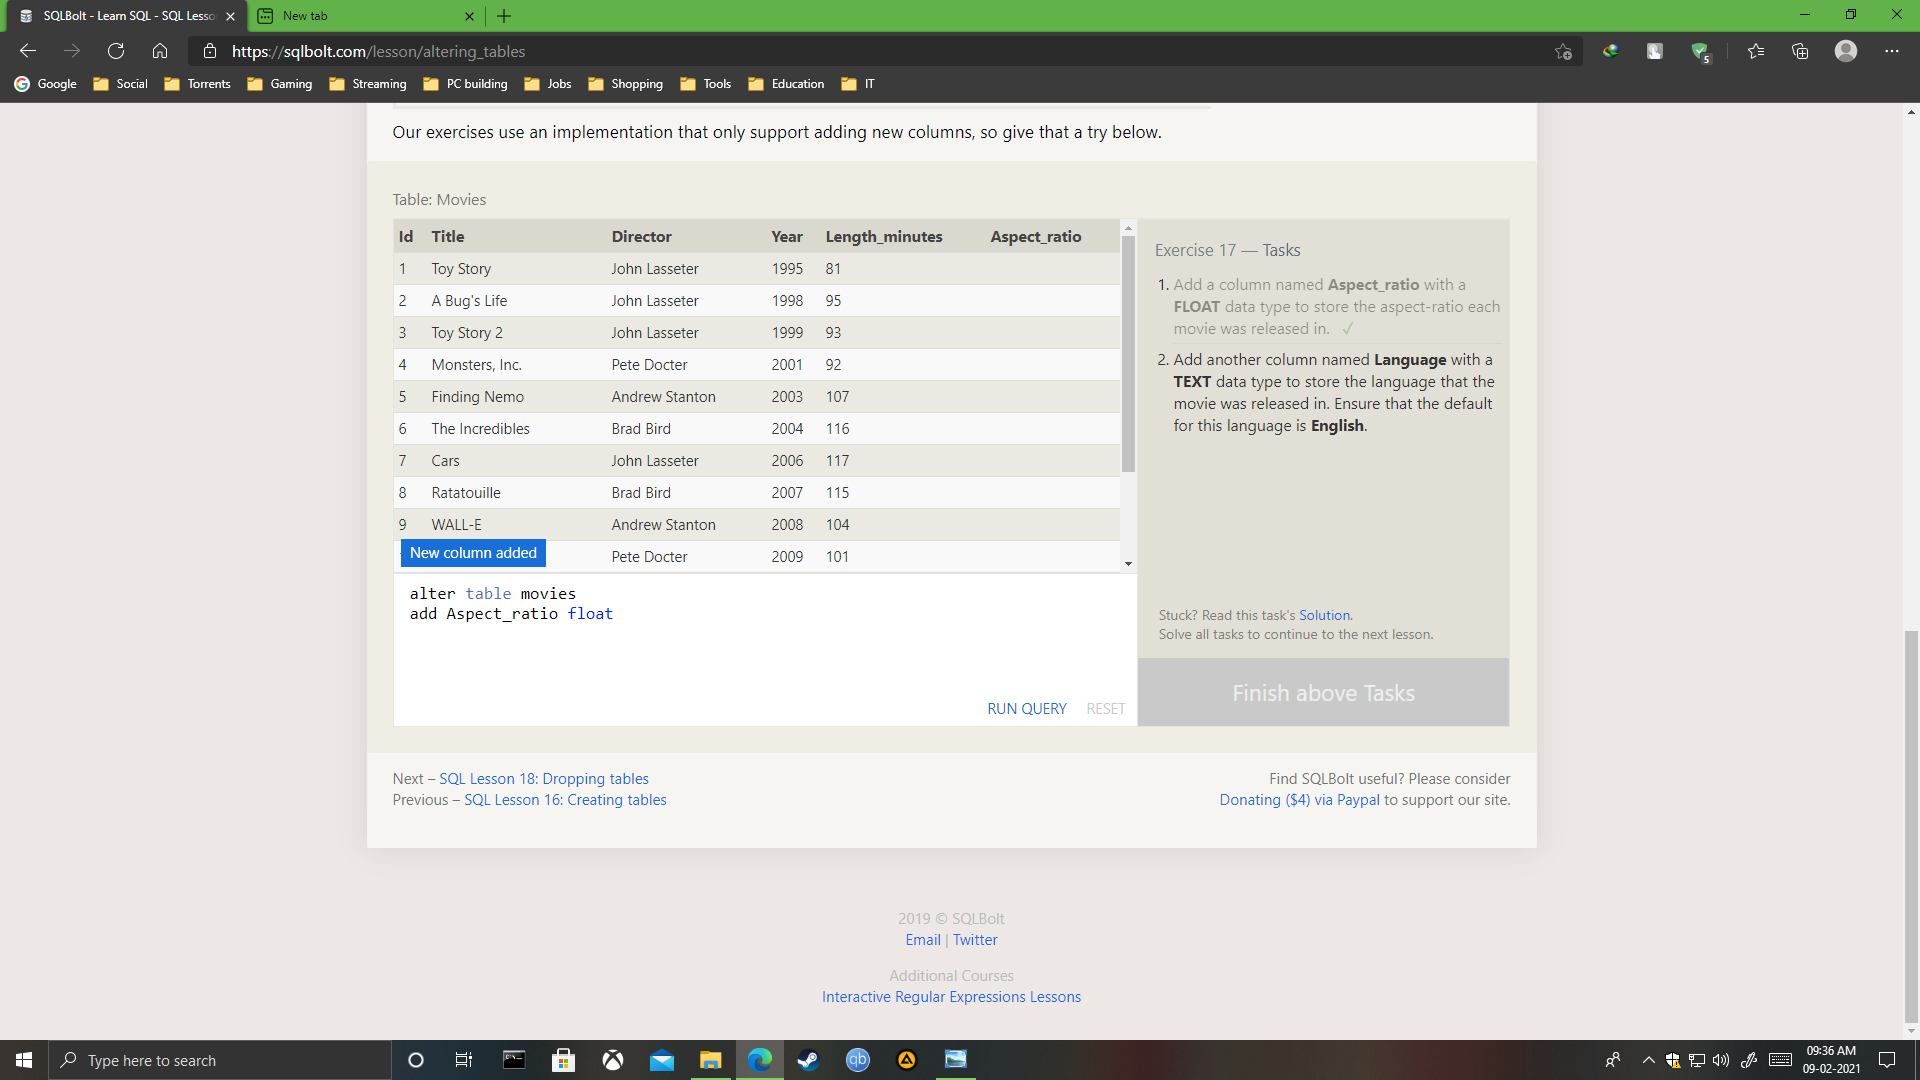 SQLBolt - Learn SQL - SQL Lesso
New tab
https://sqlbolt.com/lesson/altering_tables
5
Google Social Torrents Gaming Streaming PC building Jobs Shopping Tools Education IT
Our exercises use an implementation that only support adding new columns, so give that a try below.
Table: Movies
Id Title Director Year Length_minutes Aspect_ratio
1 Toy Story John Lasseter 1995 81
2 A Bug's Life John Lasseter 1998 95
3 Toy Story 2 John Lasseter 1999 93
4 Monsters, Inc. Pete Docter 2001 92
5 Finding Nemo Andrew Stanton 2003 107
6 The Incredibles Brad Bird 2004 116
7 Cars John Lasseter 2006 117
8 Ratatouille Brad Bird 2007 115
9 WALL-E Andrew Stanton 2008 104
Pete Docter 2009 101
New column added
alter table movies
add Aspect_ratio float
RUN QUERY RESET
Exercise 17 — Tasks
1. Add a column named Aspect_ratio with a
FLOAT data type to store the aspect-ratio each
movie was released in. ✓
2. Add another column named Language with a
TEXT data type to store the language that the
movie was released in. Ensure that the default
for this language is English.
Stuck? Read this task's Solution.
Solve all tasks to continue to the next lesson.
Finish above Tasks
Next – SQL Lesson 18: Dropping tables
Previous – SQL Lesson 16: Creating tables
Find SQLBolt useful? Please consider
Donating ($4) via Paypal to support our site.
2019 © SQLBolt
Email | Twitter
Additional Courses
Interactive Regular Expressions Lessons
Type here to search
qb
09:36 AM
09-02-2021